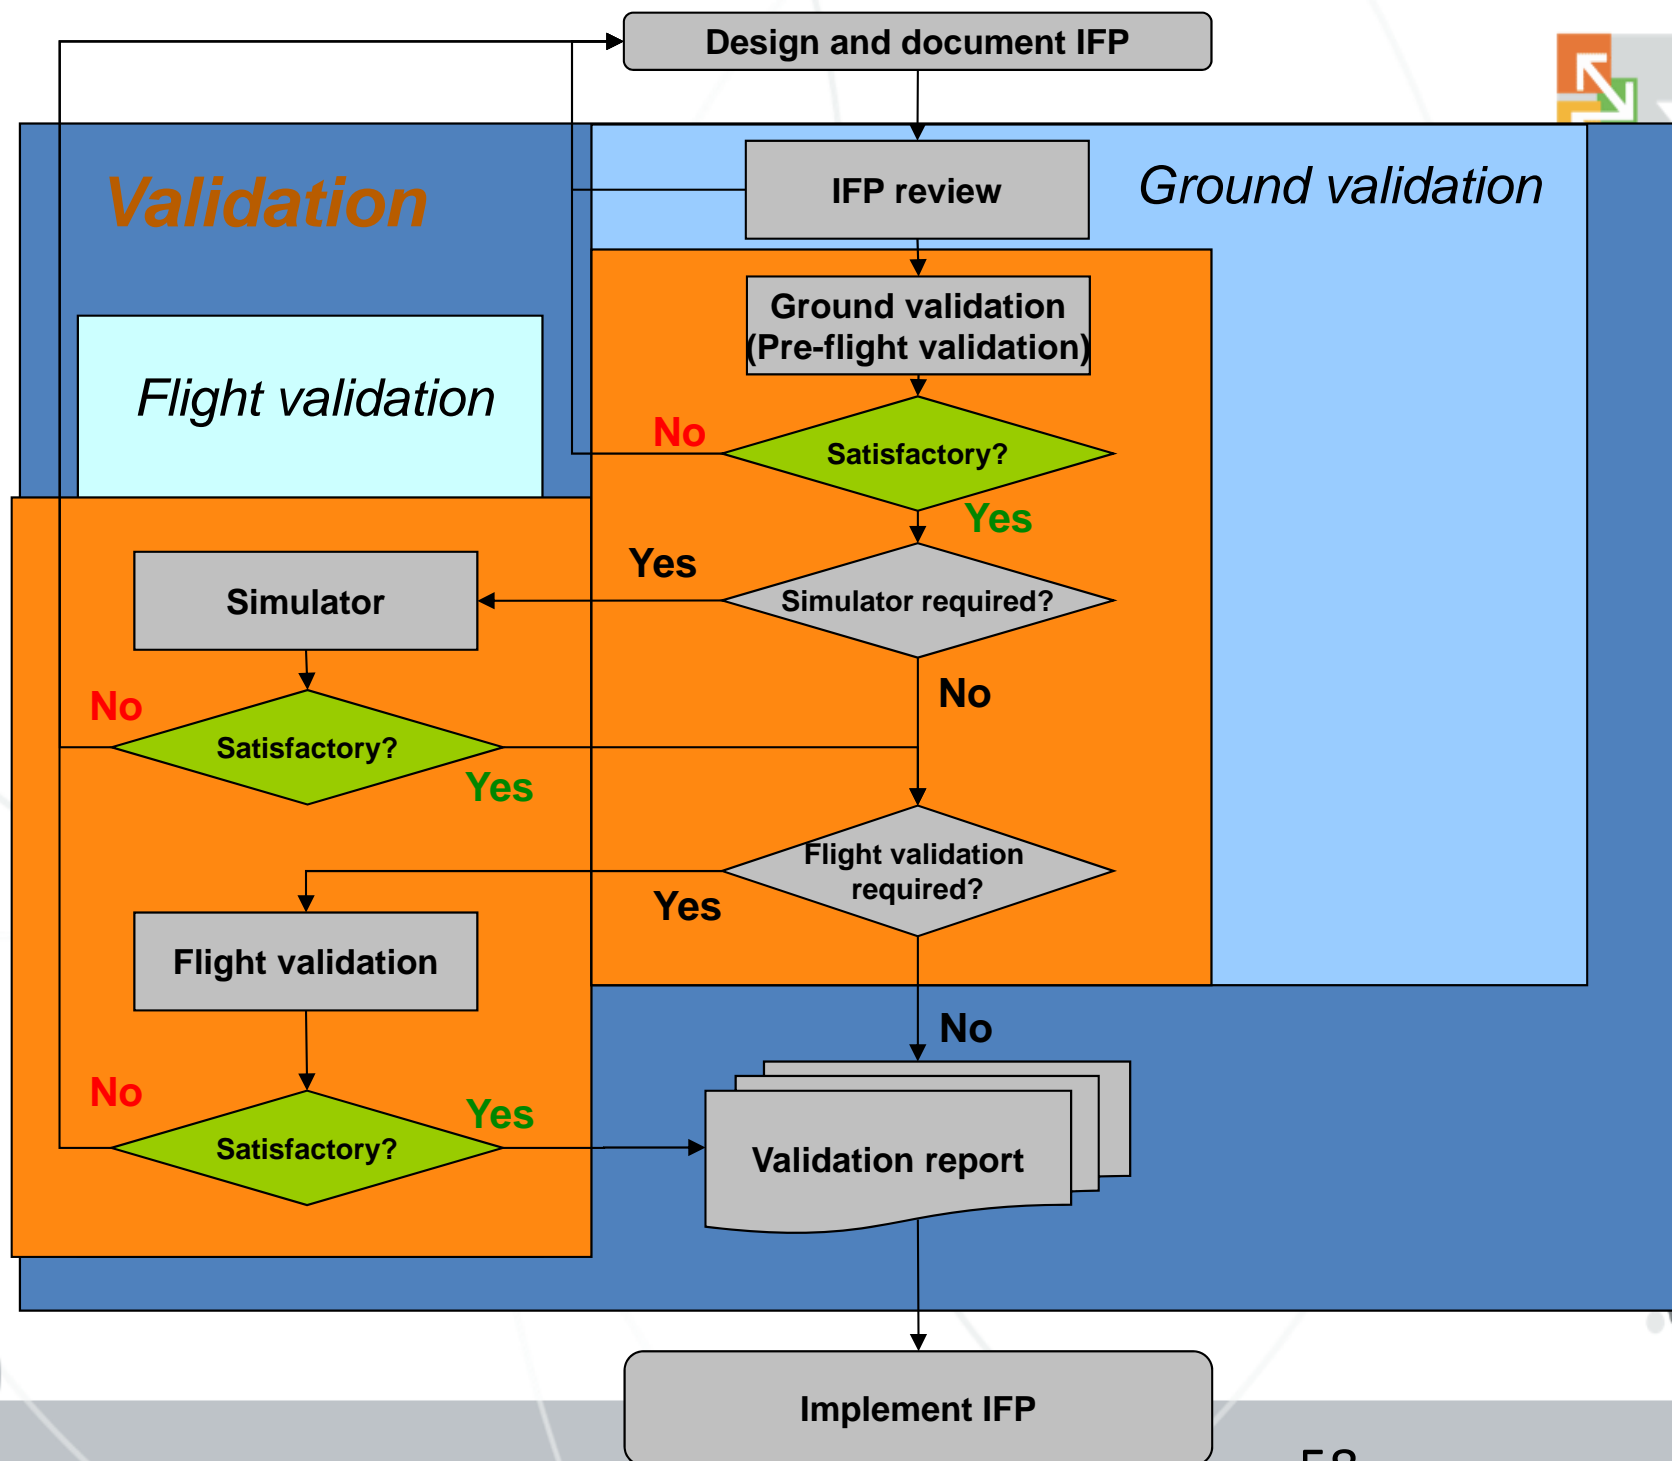 Design and document IFP
Validation
IFP review
Ground validation
Ground validation
(Pre-flight validation)
Flight validation
No
Satisfactory?
Yes
Yes
Simulator
Simulator required?
No
No
Satisfactory?
Yes
Flight validation
required?
Yes
Flight validation
No
No
Yes
Satisfactory?
Validation report
Implement IFP
58